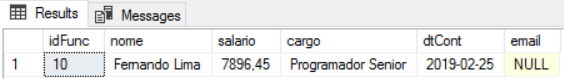 Results Messages
idFunc nome salario cargo dtCont email
1 10 Fernando Lima 7896,45 Programador Senior 2019-02-25 NULL